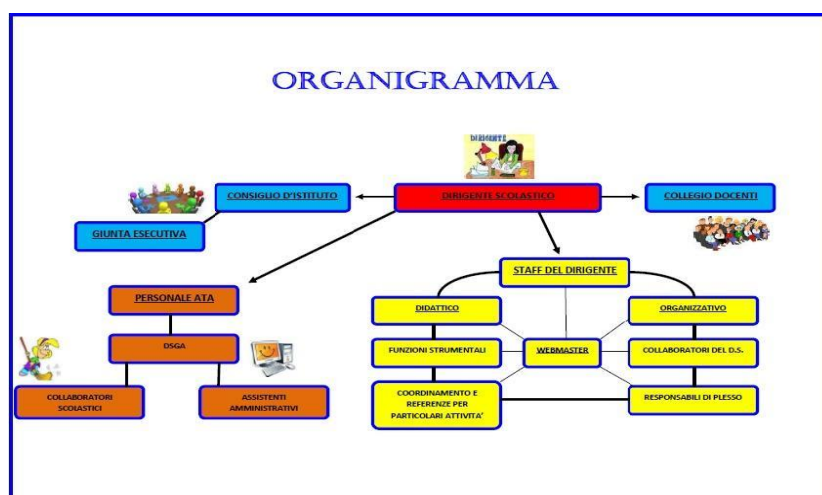 ORGANIGRAMMA
DIRIGENTE
CONSIGLIO D'ISTITUTO
DIRIGENTE SCOLASTICO
COLLEGIO DOCENTI
GIUNTA ESECUTIVA
STAFF DEL DIRIGENTE
PERSONALE ATA
DIDATTICO
ORGANIZZATIVO
DSGA
FUNZIONI STRUMENTALI
WEBMASTER
COLLABORATORI DEL D.S.
COLLABORATORI
SCOLASTICI
ASSISTENTI
AMMINISTRATIVI
COORDINAMENTO E
REFERENZE PER
PARTICOLARI ATTIVITA'
RESPONSABILI DI PLESSO